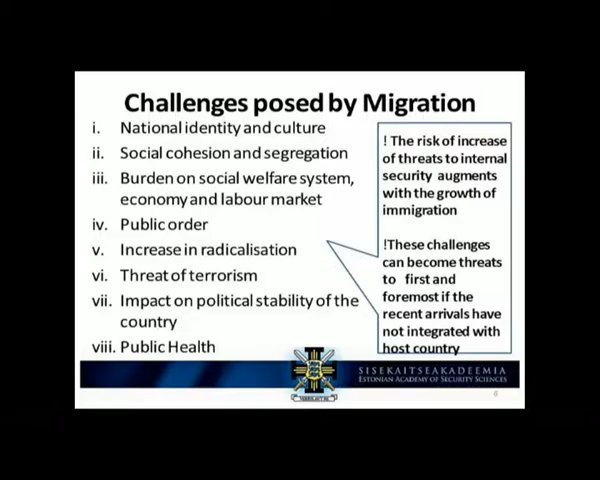 Challenges posed by Migration
i. National identity and culture
ii. Social cohesion and segregation
iii. Burden on social welfare system,
economy and labour market
iv. Public order
v. Increase in radicalisation
vi. Threat of terrorism
vii. Impact on political stability of the
country
viii. Public Health
! The risk of increase
of threats to internal
security augments
with the growth of
immigration
!These challenges
can become threats
to first and
foremost if the
recent arrivals have
not integrated with
host country
SISEKAITSEAKADEEMIA
ESTONIAN ACADEMY OF SECURITY SCIENCES
6